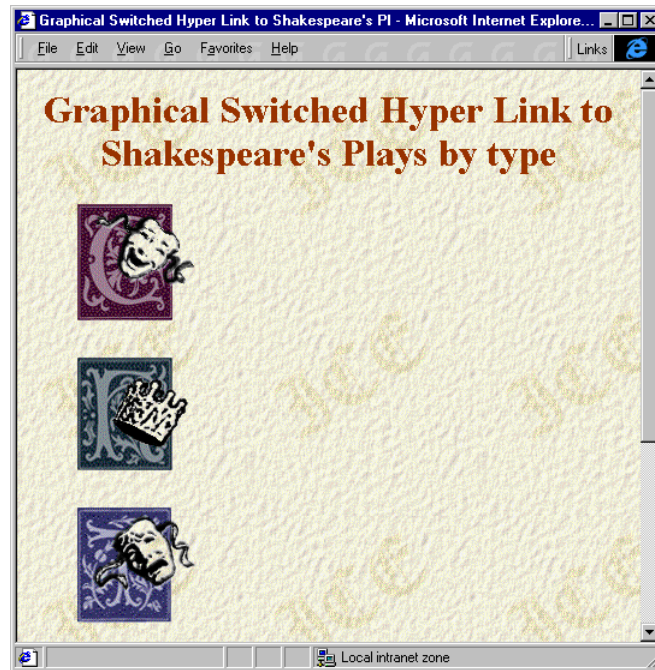 Graphical Switched Hyper Link to Shakespeare's Pl - Microsoft Internet Explore...
File Edit View Go Favorites Help Links
Graphical Switched Hyper Link to
Shakespeare's Plays by type
C
H
T
Local intranet zone